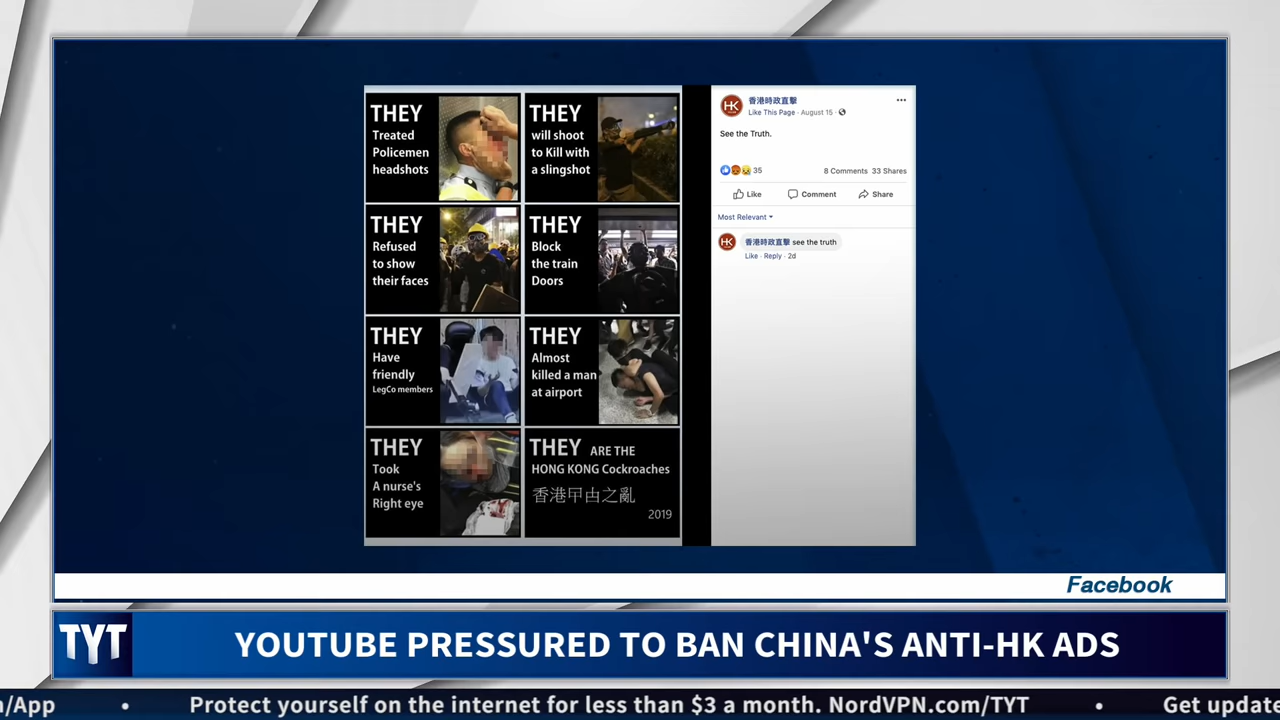 THEY
Treated
Policemen
headshots
THEY
will shoot
to Kill with
a slingshot
THEY
Refused
to show
their faces
THEY
Block
the train
Doors
THEY
Have
friendly
LegCo members
THEY
Almost
killed a man
at airport
THEY
Took
A nurse's
Right eye
THEY ARE THE
HONG KONG Cockroaches
香港曱甴之亂
2019
HK
香港時政直擊
Like This Page · August 15 ·
See the Truth.
35
8 Comments 33 Shares
Like Comment Share
Most Relevant
HK
香港時政直擊 see the truth
Like · Reply · 2d
Facebook
TYT
YOUTUBE PRESSURED TO BAN CHINA'S ANTI-HK ADS
n/App • Protect yourself on the internet for less than $3 a month. NordVPN.com/TYT • Get update